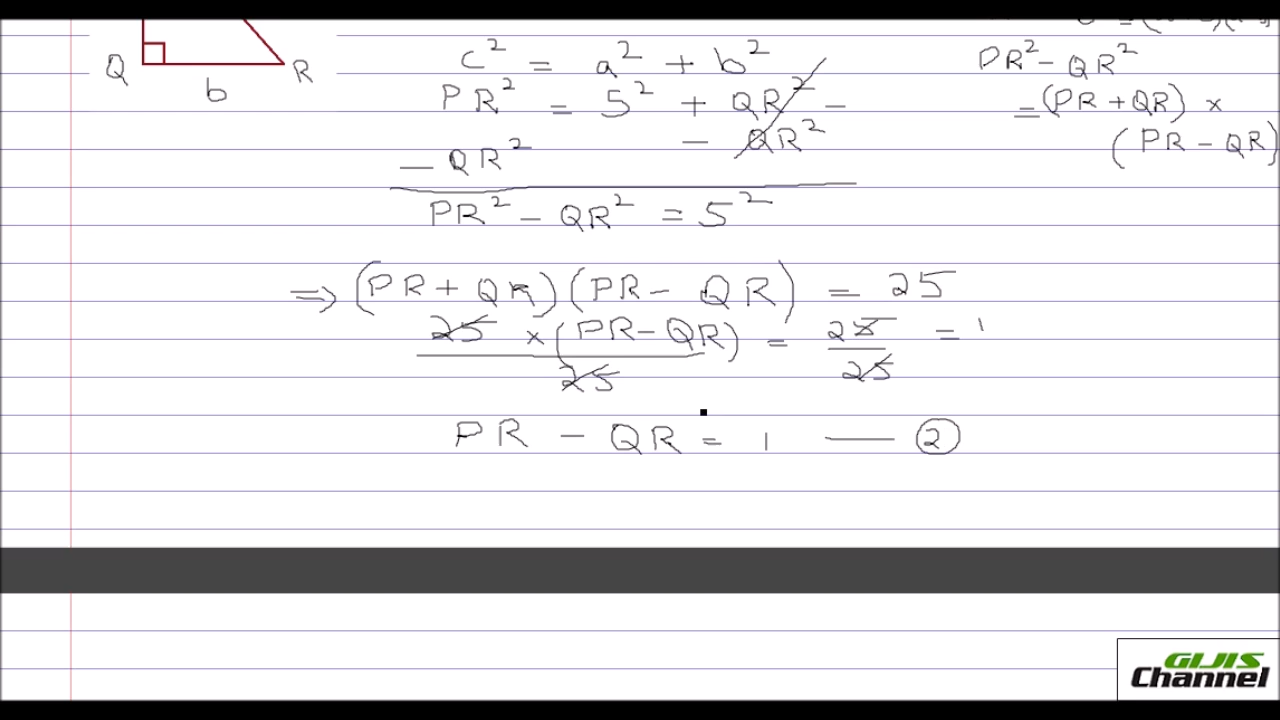 Q
R
b
c² = a² + b²
PR² = 5² + QR² –
– QR²
– QR²
PR² – QR² = 5²
⇒ (PR + QR) (PR – QR) = 25
25 × (PR – QR) = 25 = 1
25 25
PR – QR = 1 —— ②
PR² – QR²
= (PR + QR) ×
(PR – QR)
GIJIS
Channel